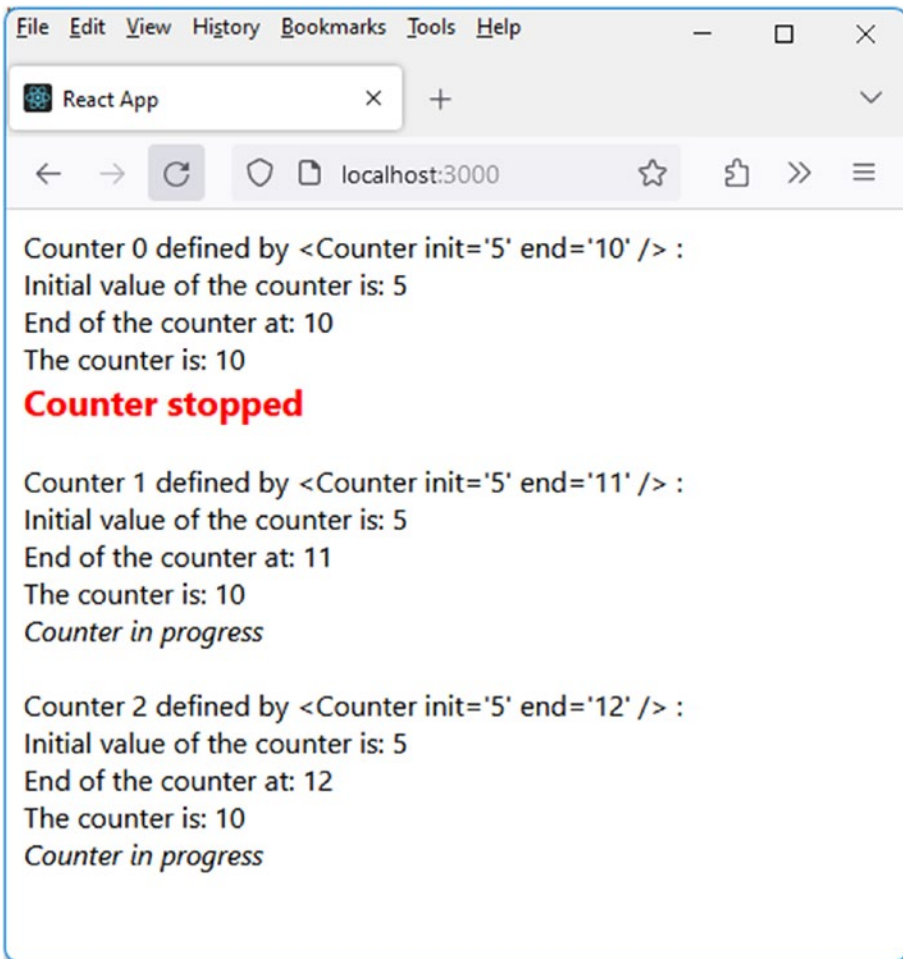 File Edit View History Bookmarks Tools Help
React App
localhost:3000
Counter 0 defined by <Counter init='5' end='10' /> :
Initial value of the counter is: 5
End of the counter at: 10
The counter is: 10
Counter stopped
Counter 1 defined by <Counter init='5' end='11' /> :
Initial value of the counter is: 5
End of the counter at: 11
The counter is: 10
Counter in progress
Counter 2 defined by <Counter init='5' end='12' /> :
Initial value of the counter is: 5
End of the counter at: 12
The counter is: 10
Counter in progress